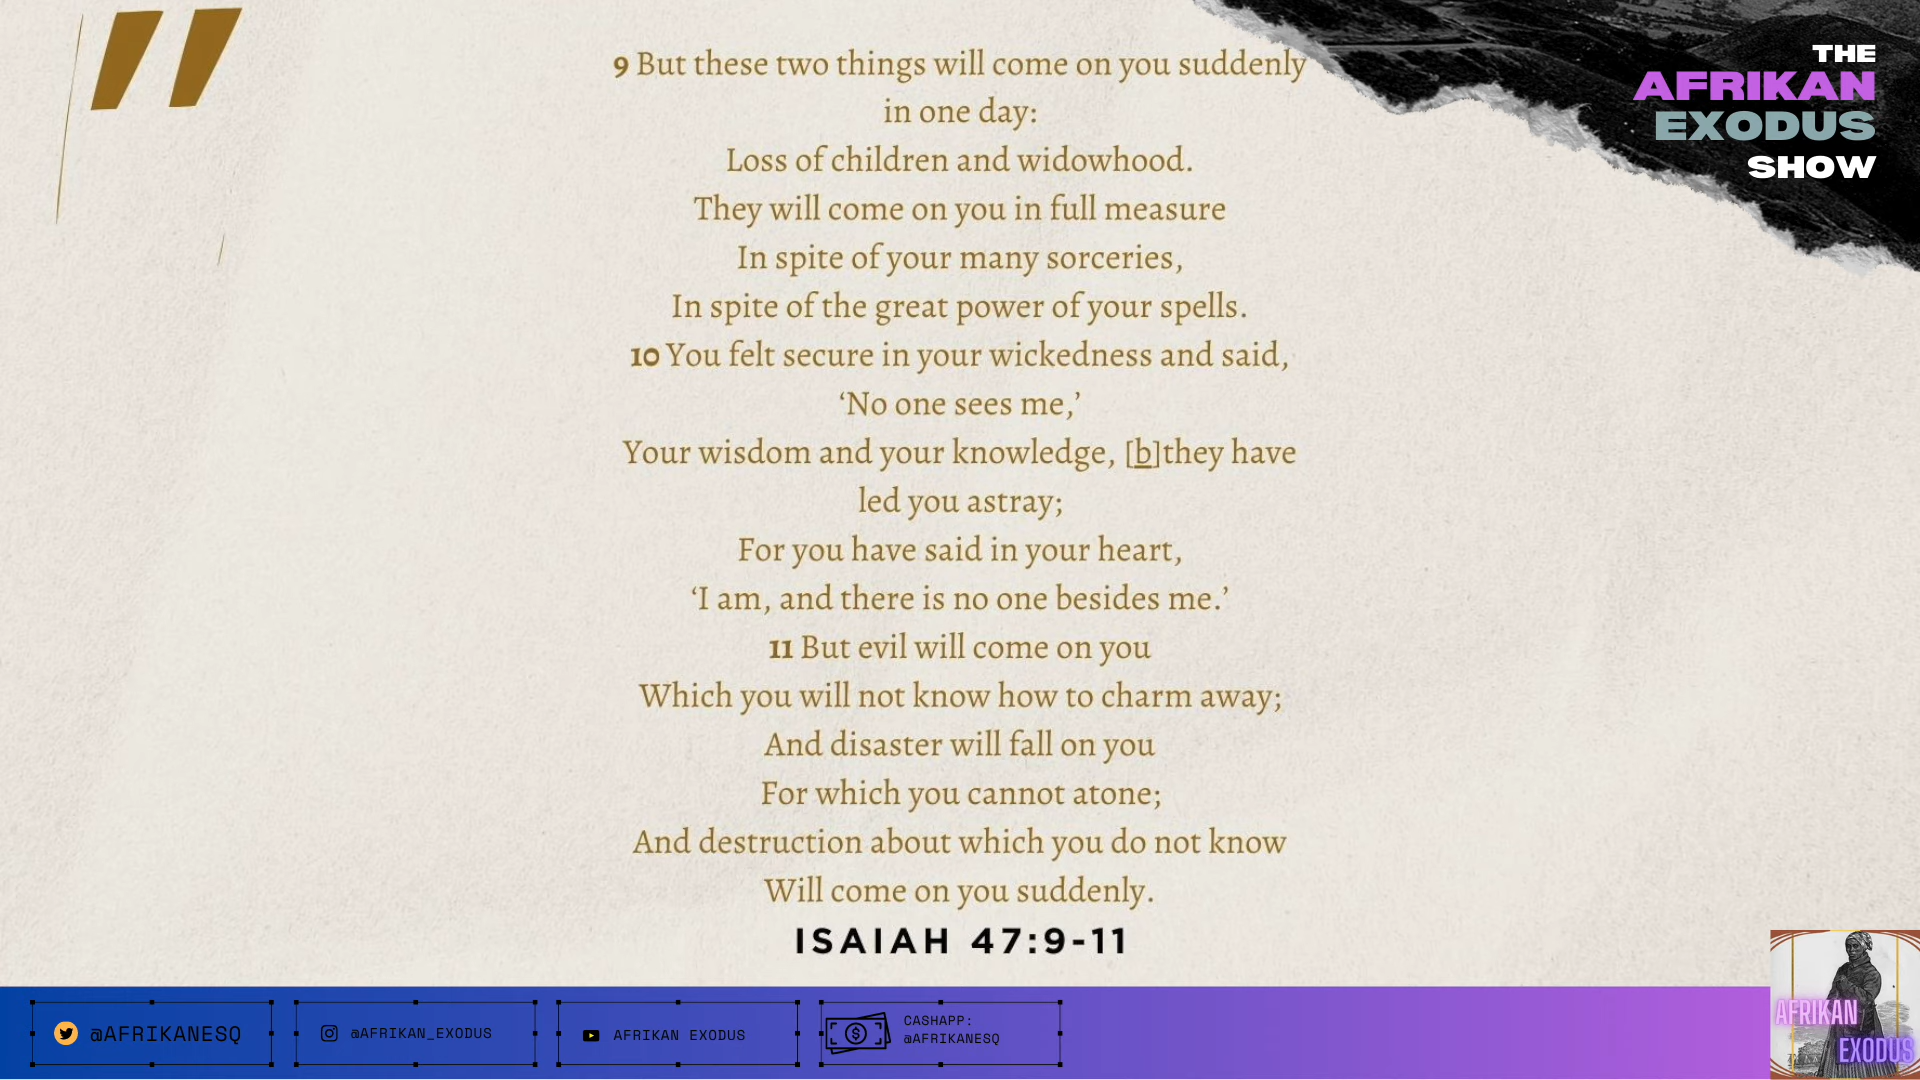 9 But these two things will come on you suddenly
in one day:
Loss of children and widowhood.
They will come on you in full measure
In spite of your many sorceries,
In spite of the great power of your spells.
10 You felt secure in your wickedness and said,
‘No one sees me,’
Your wisdom and your knowledge, [b]they have
led you astray;
For you have said in your heart,
‘I am, and there is no one besides me.’
11 But evil will come on you
Which you will not know how to charm away;
And disaster will fall on you
For which you cannot atone;
And destruction about which you do not know
Will come on you suddenly.
ISAIAH 47:9-11
THE
AFRIKAN
EXODUS
SHOW
@AFRIKANESQ
@AFRIKAN_EXODUS
AFRIKAN EXODUS
CASHAPP:
@AFRIKANESQ
AFRIKAN
EXODUS